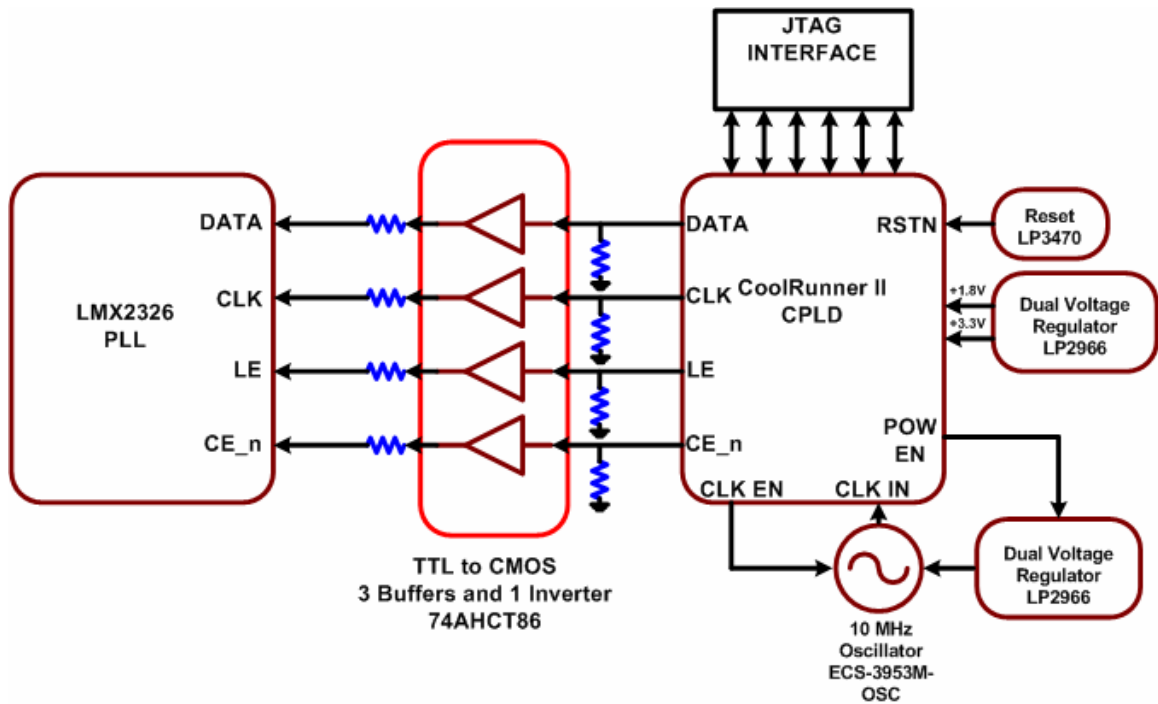 JTAG
INTERFACE
LMX2326
PLL
DATA
CLK
LE
CE_n
TTL to CMOS
3 Buffers and 1 Inverter
74AHCT86
DATA
CLK
LE
CE_n
CoolRunner II
CPLD
RSTN
POW
EN
CLK EN
CLK IN
Reset
LP3470
+1.8V
+3.3V
Dual Voltage
Regulator
LP2966
Dual Voltage
Regulator
LP2966
10 MHz
Oscillator
ECS-3953M-
OSC